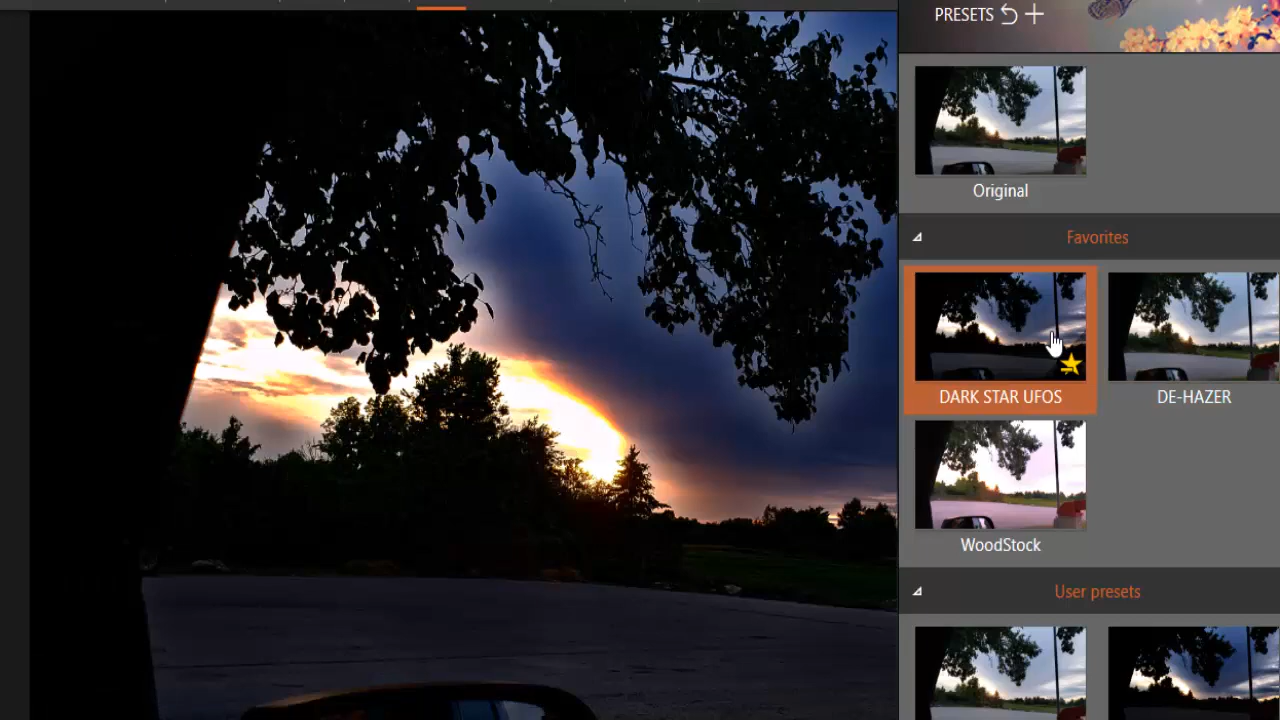 PRESETS
Original
Favorites
DARK STAR UFOS
DE-HAZER
WoodStock
User presets